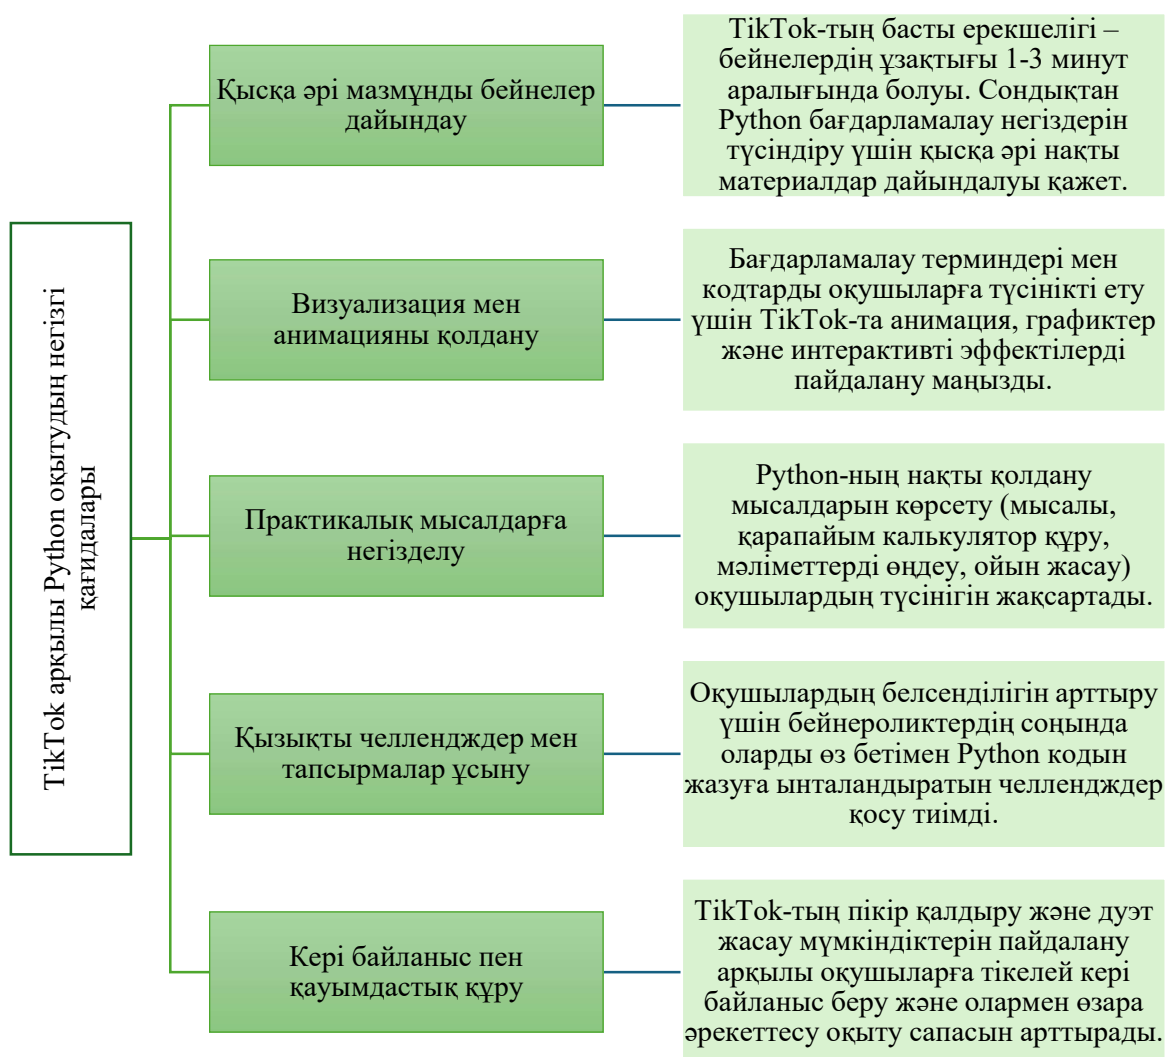 TikTok арқылы Python оқытудың негізгі
қағидалары
Қысқа әрі мазмұнды бейнелер
дайындау
TikTok-тың басты ерекшелігі –
бейнелердің ұзақтығы 1-3 минут
аралығында болуы. Сондықтан
Python бағдарламалау негіздерін
түсіндіру үшін қысқа әрі нақты
материалдар дайындалуы қажет.
Визуализация мен
анимацияны қолдану
Бағдарламалау терминдері мен
кодтарды оқушыларға түсінікті ету
үшін TikTok-та анимация, графиктер
және интерактивті эффектілерді
пайдалану маңызды.
Практикалық мысалдарға
негізделу
Python-ның нақты қолдану
мысалдарын көрсету (мысалы,
қарапайым калькулятор құру,
мәліметтерді өңдеу, ойын жасау)
оқушылардың түсінігін жақсартады.
Қызықты челленджлер мен
тапсырмалар ұсыну
Оқушылардың белсенділігін арттыру
үшін бейнероликтердің соңында
оларды өз бетімен Python кодын
жазуға ынталандыратын челленджлер
қосу тиімді.
Кері байланыс пен
қауымдастық құру
TikTok-тың пікір қалдыру және дуэт
жасау мүмкіндіктерін пайдалану
арқылы оқушыларға тікелей кері
байланыс беру және олармен өзара
әрекеттесу оқыту сапасын арттырады.